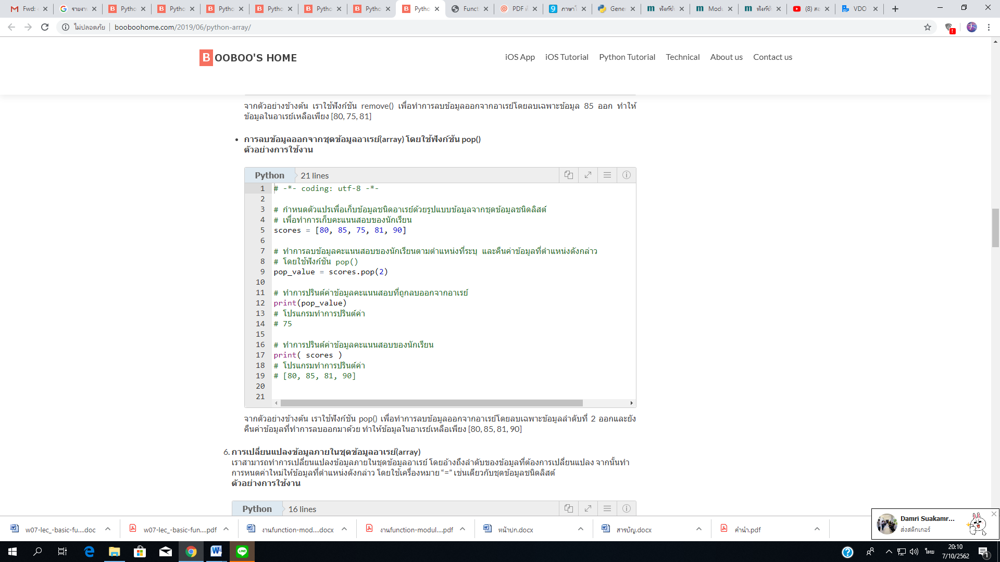 Fwd:
รายงาน
Pytho
Pytho
Pytho
Pytho
Pytho
Pytho
Pytho
Funct
PDF
ภาษาไ
Gene
ฟังก์ชั
Modu
ฟังก์ชั
(8) สอ
VDO
ไม่ปลอดภัย
booboohome.com/2019/06/python-array/
BOOBOO'S HOME
iOS App iOS Tutorial Python Tutorial Technical About us Contact us
จากตัวอย่างข้างต้น เราใช้ฟังก์ชัน remove() เพื่อทำการลบข้อมูลออกจากอาเรย์โดยลบเฉพาะข้อมูล 85 ออก ทำให้
ข้อมูลในอาเรย์เหลือเพียง [80, 75, 81]
• การลบข้อมูลออกจากชุดข้อมูลอาเรย์(array) โดยใช้ฟังก์ชัน pop()
ตัวอย่างการใช้งาน
Python 21 lines
1 # -*- coding: utf-8 -*-
2
3 # กำหนดตัวแปรเพื่อเก็บข้อมูลชนิดอาเรย์ด้วยรูปแบบข้อมูลจากชุดข้อมูลชนิดลิสต์
4 # เพื่อทำการเก็บคะแนนสอบของนักเรียน
5 scores = [80, 85, 75, 81, 90]
6
7 # ทำการลบข้อมูลคะแนนสอบของนักเรียนตามตำแหน่งที่ระบุ และคืนค่าข้อมูลที่ตำแหน่งดังกล่าว
8 # โดยใช้ฟังก์ชัน pop()
9 pop_value = scores.pop(2)
10
11 # ทำการปรินต์ค่าข้อมูลคะแนนสอบที่ถูกลบออกจากอาเรย์
12 print(pop_value)
13 # โปรแกรมทำการปรินต์ค่า
14 # 75
15
16 # ทำการปรินต์ค่าข้อมูลคะแนนสอบของนักเรียน
17 print( scores )
18 # โปรแกรมทำการปรินต์ค่า
19 # [80, 85, 81, 90]
20
21
จากตัวอย่างข้างต้น เราใช้ฟังก์ชัน pop() เพื่อทำการลบข้อมูลออกจากอาเรย์โดยลบเฉพาะข้อมูลลำดับที่ 2 ออกและยัง
คืนค่าข้อมูลที่ทำการลบออกมาด้วย ทำให้ข้อมูลในอาเรย์เหลือเพียง [80, 85, 81, 90]
6. การเปลี่ยนแปลงข้อมูลภายในชุดข้อมูลอาเรย์(array)
เราสามารถทำการเปลี่ยนแปลงข้อมูลภายในชุดข้อมูลอาเรย์ โดยอ้างถึงลำดับของข้อมูลที่ต้องการเปลี่ยนแปลง จากนั้นทำ
การหนดค่าใหม่ให้ข้อมูลที่ตำแหน่งดังกล่าว โดยใช้เครื่องหมาย “=” เช่นเดียวกับชุดข้อมูลชนิดลิสต์
ตัวอย่างการใช้งาน
Python 16 lines
Damri Suakamr...
ส่งสติกเกอร์
w07-lec_-basic-fu....doc
w07-lec_-basic-fun....pdf
งานfunction-mod....docx
งานfunction-modul....pdf
หน้าปก.docx
สารบัญ.docx
คำนำ.pdf
ไทย
20:10
7/10/2562
1